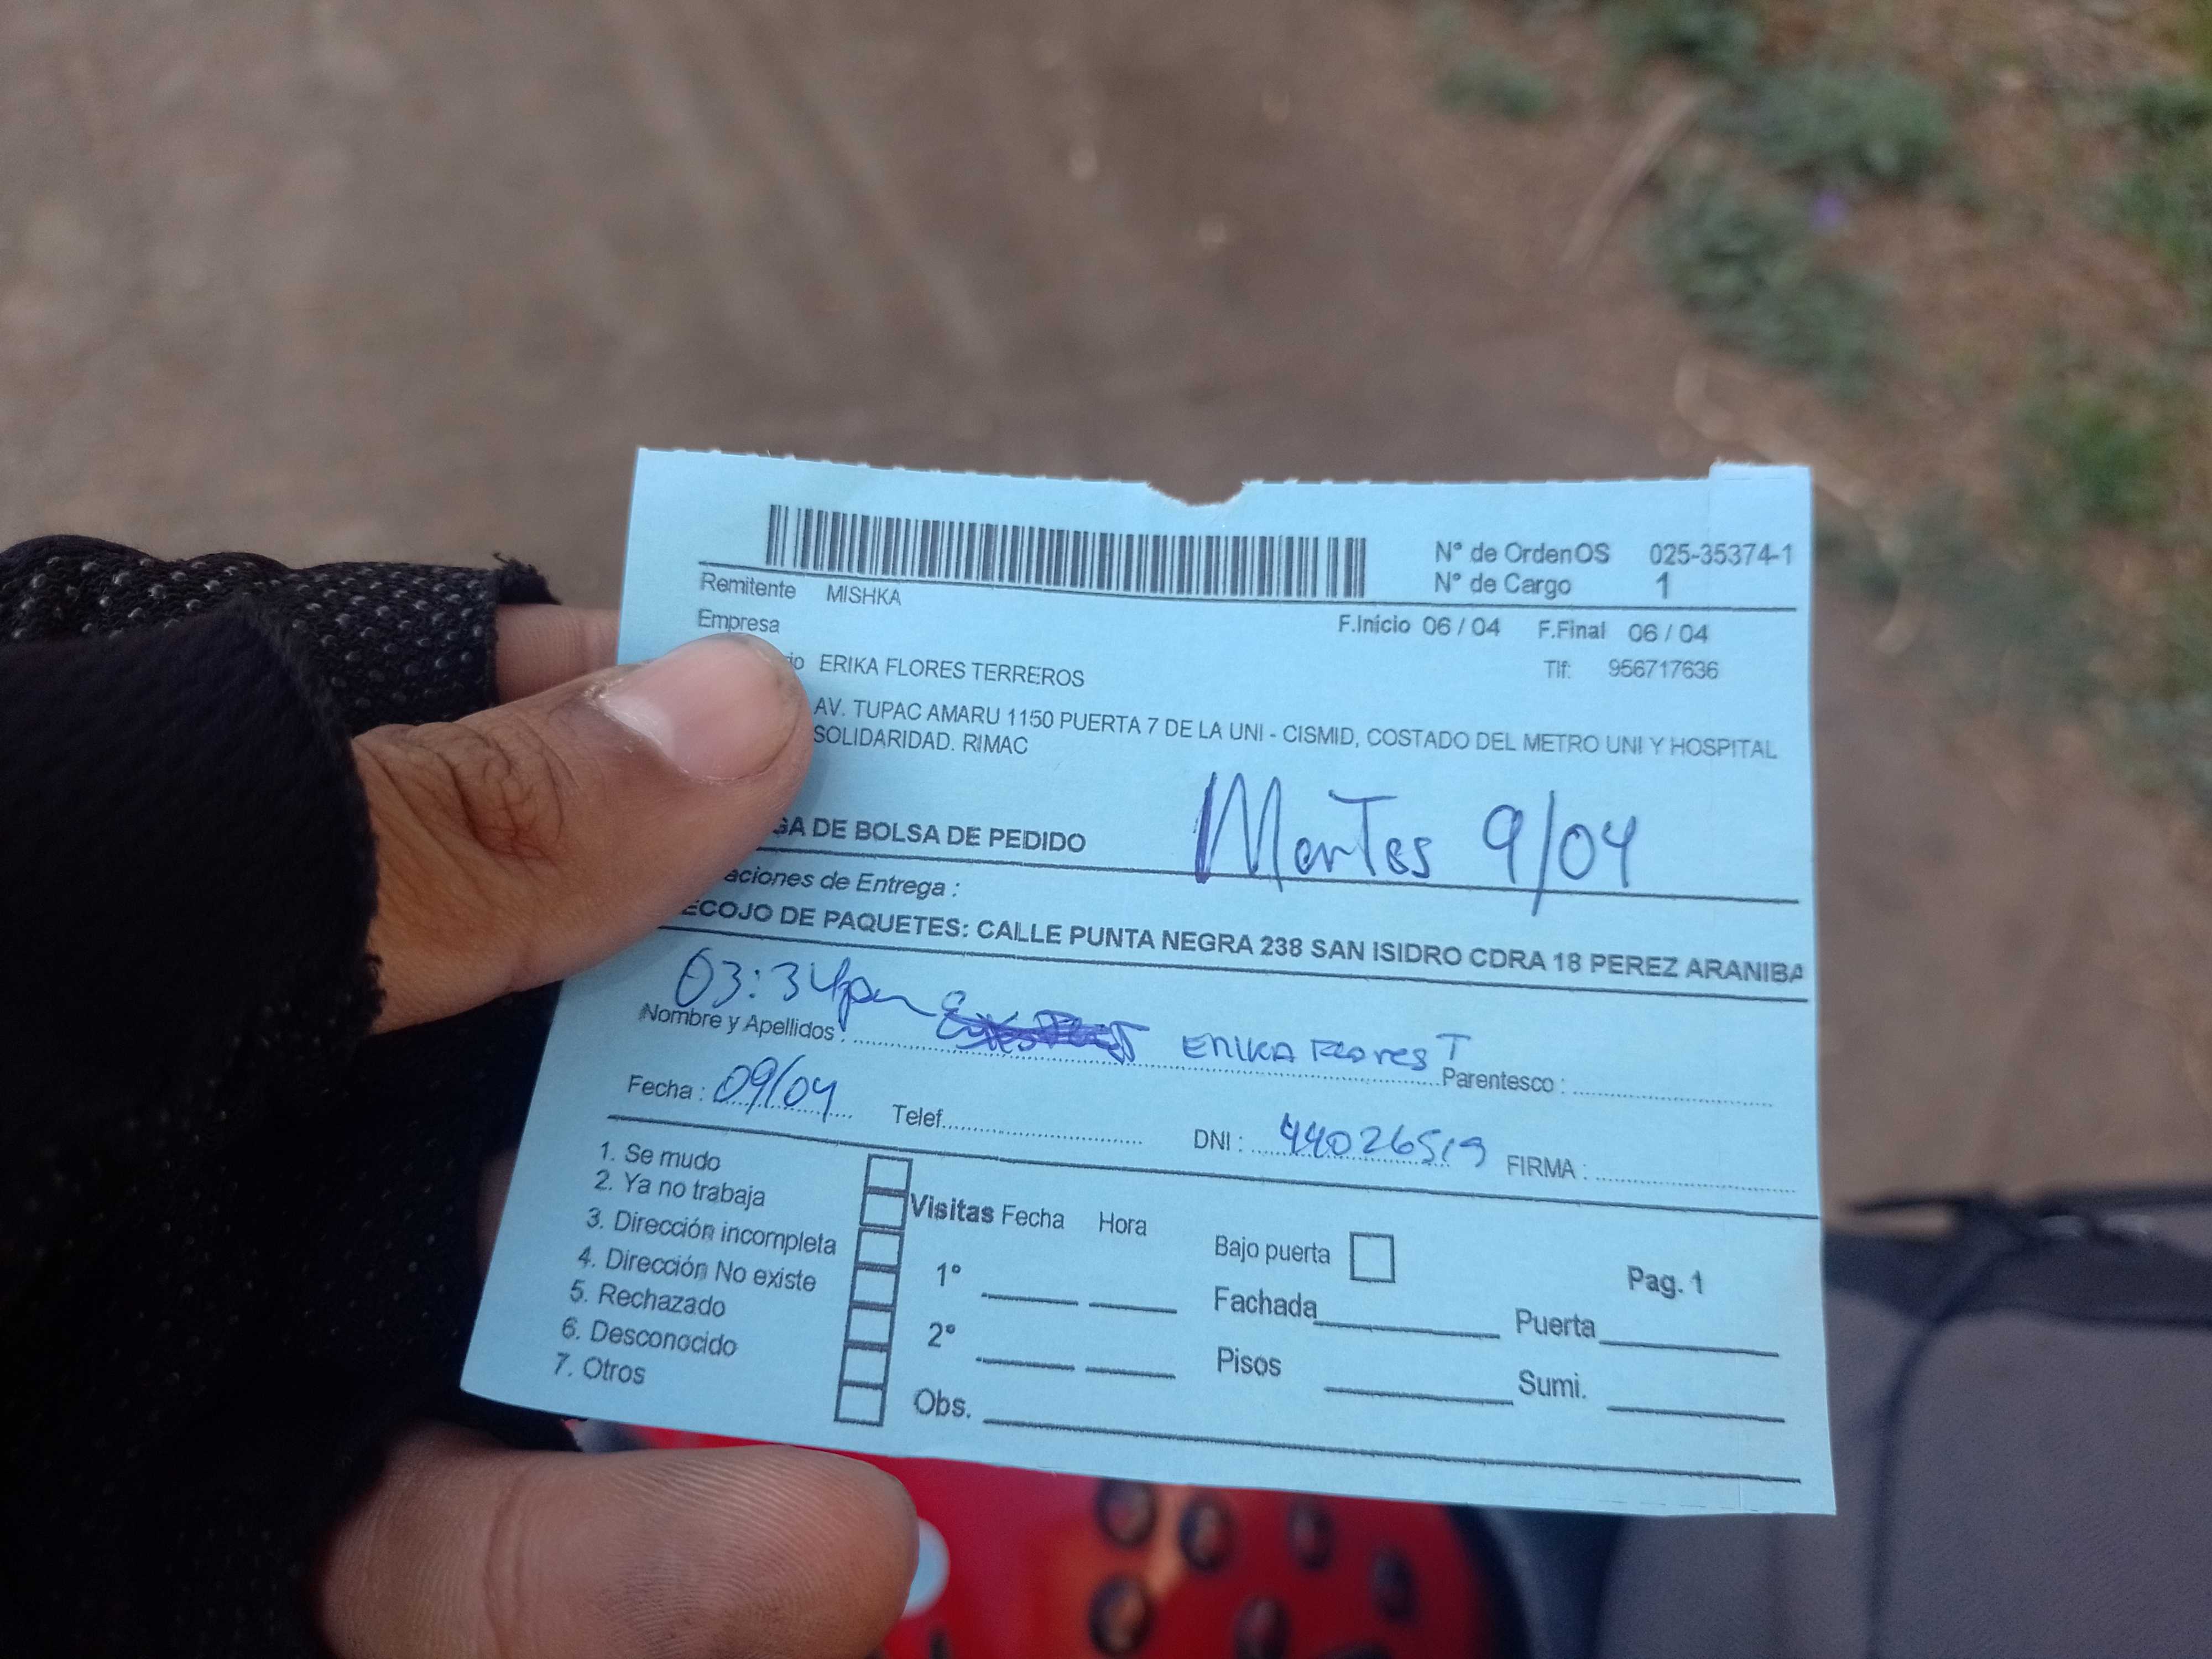 N° de OrdenOS 025-35374-1
N° de Cargo 1
Remitente MISHKA
Empresa
F.Inicio 06 / 04 F.Final 06 / 04
io ERIKA FLORES TERREROS
Tlf: 956717636
AV. TUPAC AMARU 1150 PUERTA 7 DE LA UNI - CISMID, COSTADO DEL METRO UNI Y HOSPITAL
SOLIDARIDAD. RIMAC
GA DE BOLSA DE PEDIDO
Martes 9/04
aciones de Entrega :
ECOJO DE PAQUETES: CALLE PUNTA NEGRA 238 SAN ISIDRO CDRA 18 PEREZ ARANIBA
03:34pm
Nombre y Apellidos : ERIKA Flores T Parentesco :
Fecha : 09/04 Telef. DNI : 44026519 FIRMA :
1. Se mudo
2. Ya no trabaja
3. Dirección incompleta
4. Dirección No existe
5. Rechazado
6. Desconocido
7. Otros
Visitas Fecha Hora
1°
2°
Obs.
Bajo puerta
Fachada Puerta
Pisos Sumi.
Pag. 1